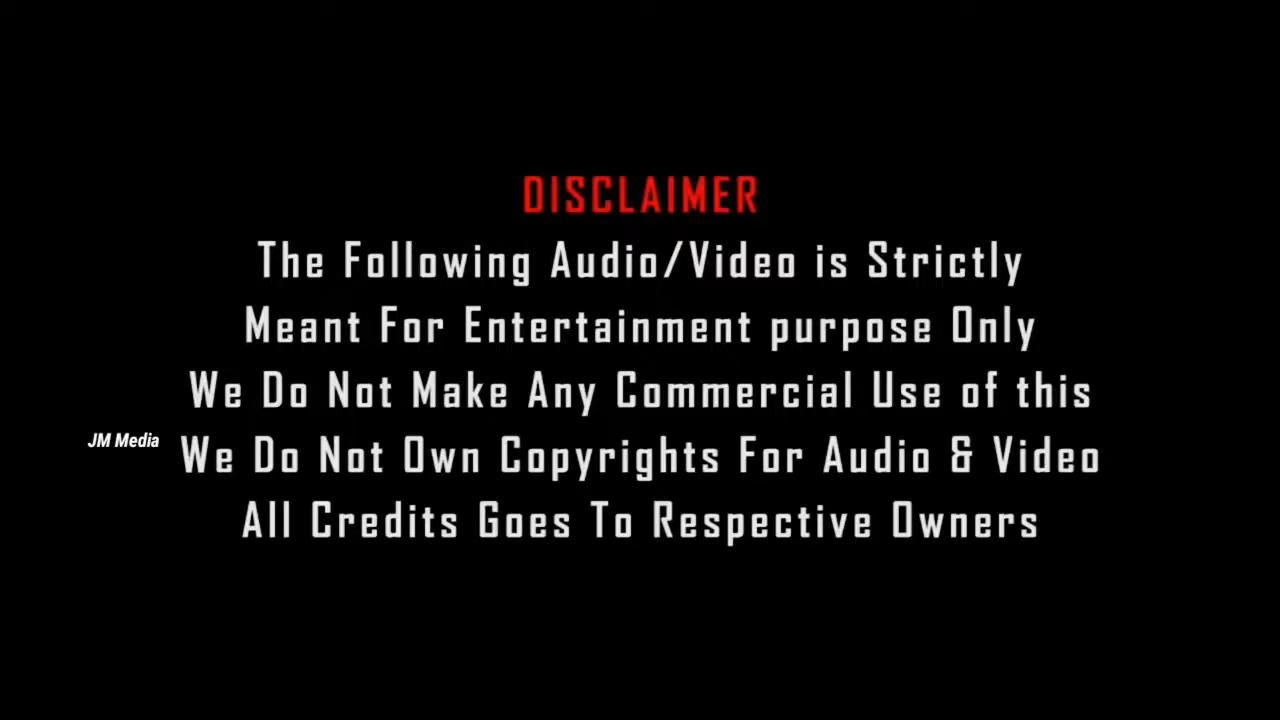 DISCLAIMER
The Following Audio/Video is Strictly
Meant For Entertainment purpose Only
We Do Not Make Any Commercial Use of this
JM Media
We Do Not Own Copyrights For Audio & Video
All Credits Goes To Respective Owners